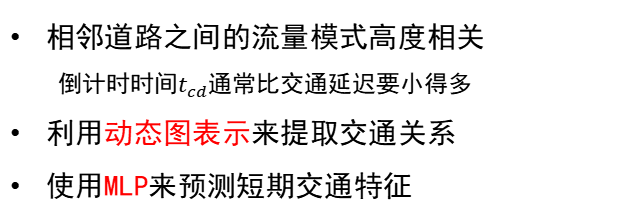 • 相邻道路之间的流量模式高度相关
倒计时时间t_cd通常比交通延迟要小得多
• 利用动态图表示来提取交通关系
• 使用MLP来预测短期交通特征